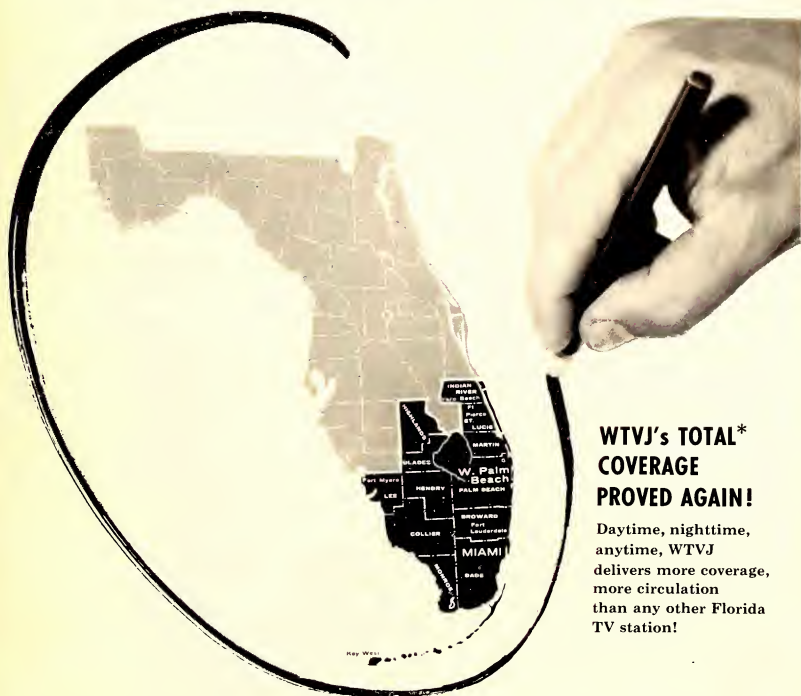 INDIAN
RIVER
Vero Beach
Ft
Pierce
ST.
LUCIE
HIGHLANDS
MARTIN
GLADES
W. Palm
Beach
Fort Myers
LEE
HENDRY
PALM BEACH
BROWARD
Fort
Lauderdale
COLLIER
MIAMI
MONROE
DADE
Key West
WTVJ's TOTAL*
COVERAGE
PROVED AGAIN!
Daytime, nighttime,
anytime, WTVJ
delivers more coverage,
more circulation
than any other Florida
TV station!